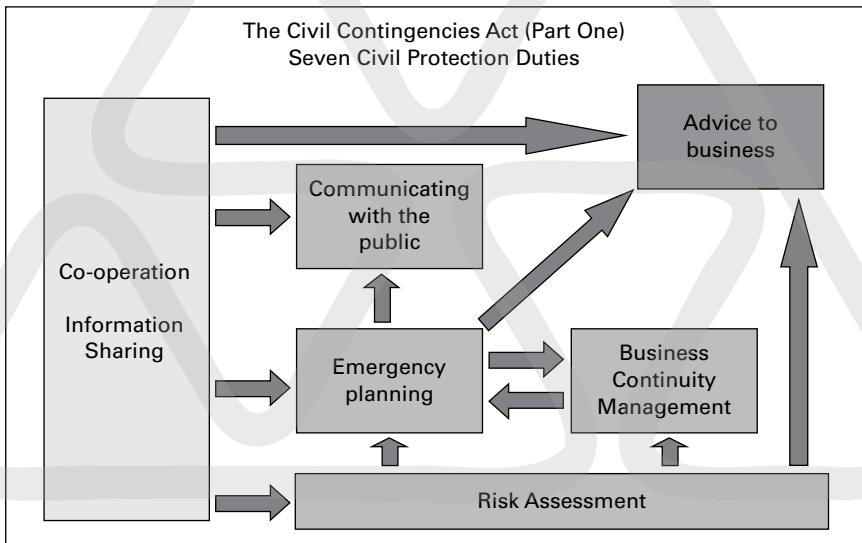 The Civil Contingencies Act (Part One)
Seven Civil Protection Duties
Advice to
business
Communicating
with the
public
Co-operation
Information
Sharing
Emergency
planning
Business
Continuity
Management
Risk Assessment